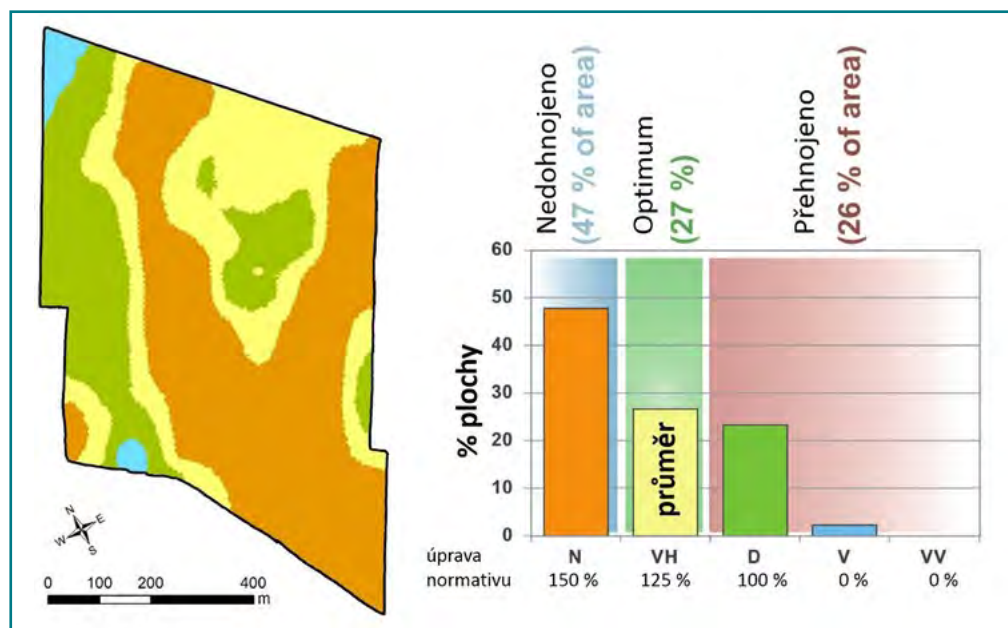 N
E
S
W
0 100 200 400
m
Nedohnojeno
(47 % of area)
Optimum
(27 %)
Přehnojeno
(26 % of area)
% plochy
60
50
40
30
20
10
0
průměr
úprava N VH D V VV
normativu 150 % 125 % 100 % 0 % 0 %